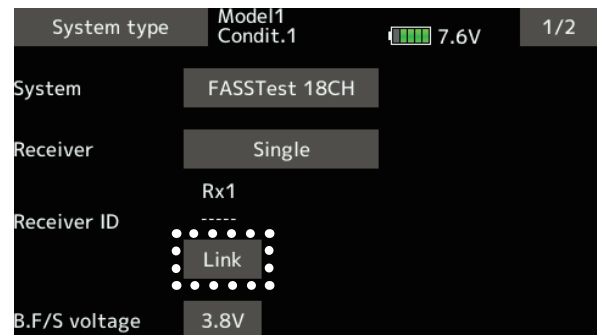 System type
Model1
Condit.1
7.6V
1/2
System
FASSTest 18CH
Receiver
Single
Rx1
Receiver ID
-----
Link
B.F/S voltage
3.8V